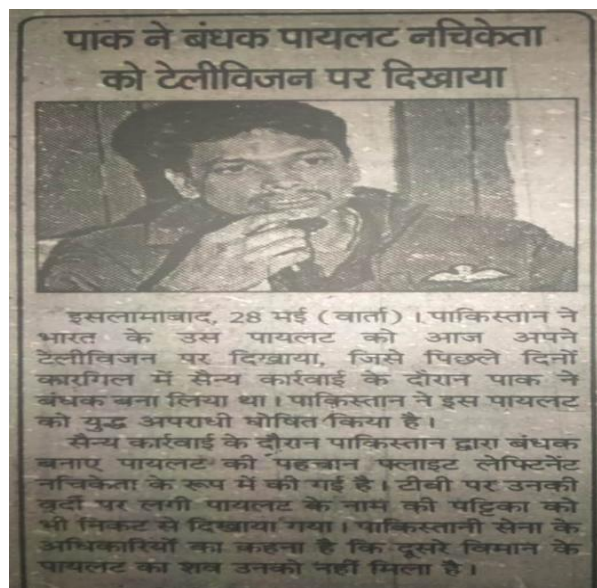 पाक ने बंधक पायलट नचिकेता
को टेलीविजन पर दिखाया
इसलामाबाद, 28 मई (वार्ता)। पाकिस्तान ने
भारत के उस पायलट को आज अपने
टेलीविजन पर दिखाया, जिसे पिछले दिनों
कारगिल में सैन्य कार्रवाई के दौरान पाक ने
बंधक बना लिया था। पाकिस्तान ने इस पायलट
को युद्ध अपराधी घोषित किया है।
सैन्य कार्रवाई के दौरान पाकिस्तान द्वारा बंधक
बनाए पायलट की पहचान फ्लाइट लेफ्टिनेंट
नचिकेता के रूप में की गई है। टीबी पर उनकी
वर्दी पर लगी पायलट के नाम की पट्टिका को
भी निकट से दिखाया गया। पाकिस्तानी सेना के
अधिकारियों का कहना है कि दूसरे विमान के
पायलट का शव उनको नहीं मिला है।